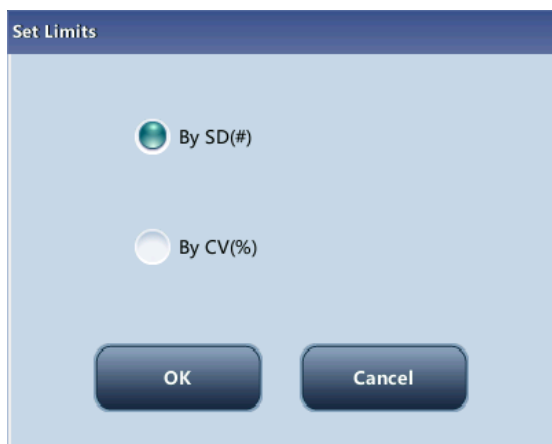 Set Limits
By SD(#)
By CV(%)
OK
Cancel